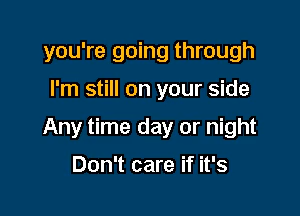 you're going through
I'm still on your side
Any time day or night
Don't care if it's